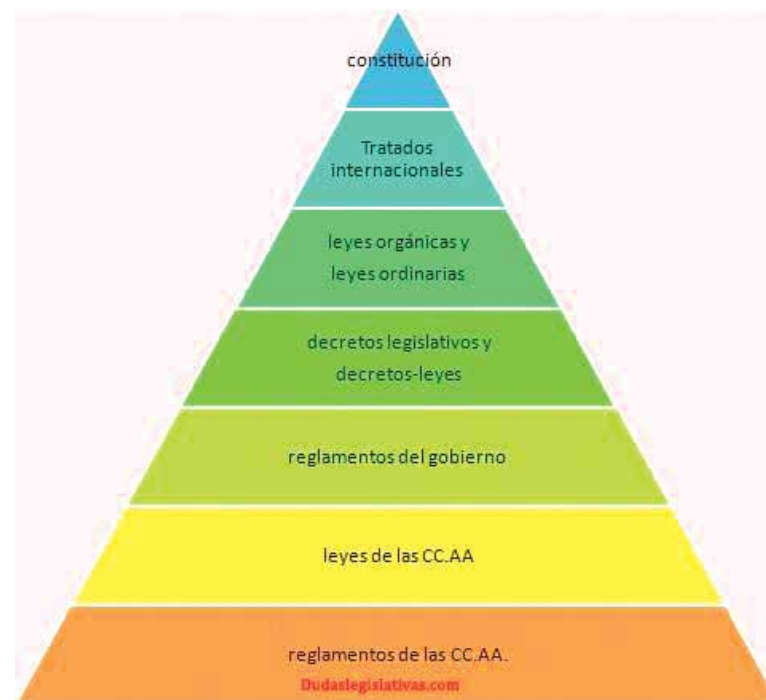 constitución
Tratados
internacionales
leyes orgánicas y
leyes ordinarias
decretos legislativos y
decretos-leyes
reglamentos del gobierno
leyes de las CC.AA
reglamentos de las CC.AA.
Dudaslegislativas.com